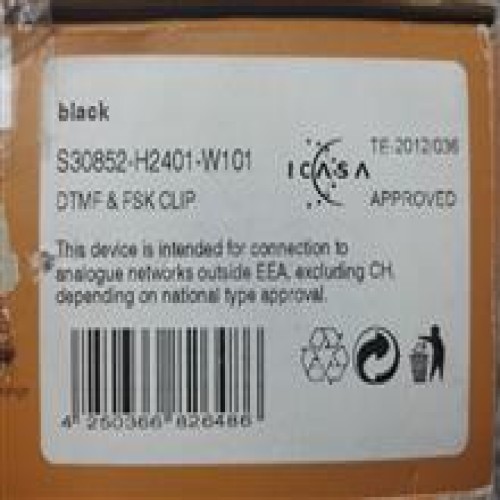 black
S30852-H2401-W101
DTMF & FSK CLIP
ICASA
TE-2012/036
APPROVED
This device is intended for connection to
analogue networks outside EEA, excluding CH,
depending on national type approval.
4 250366 826486